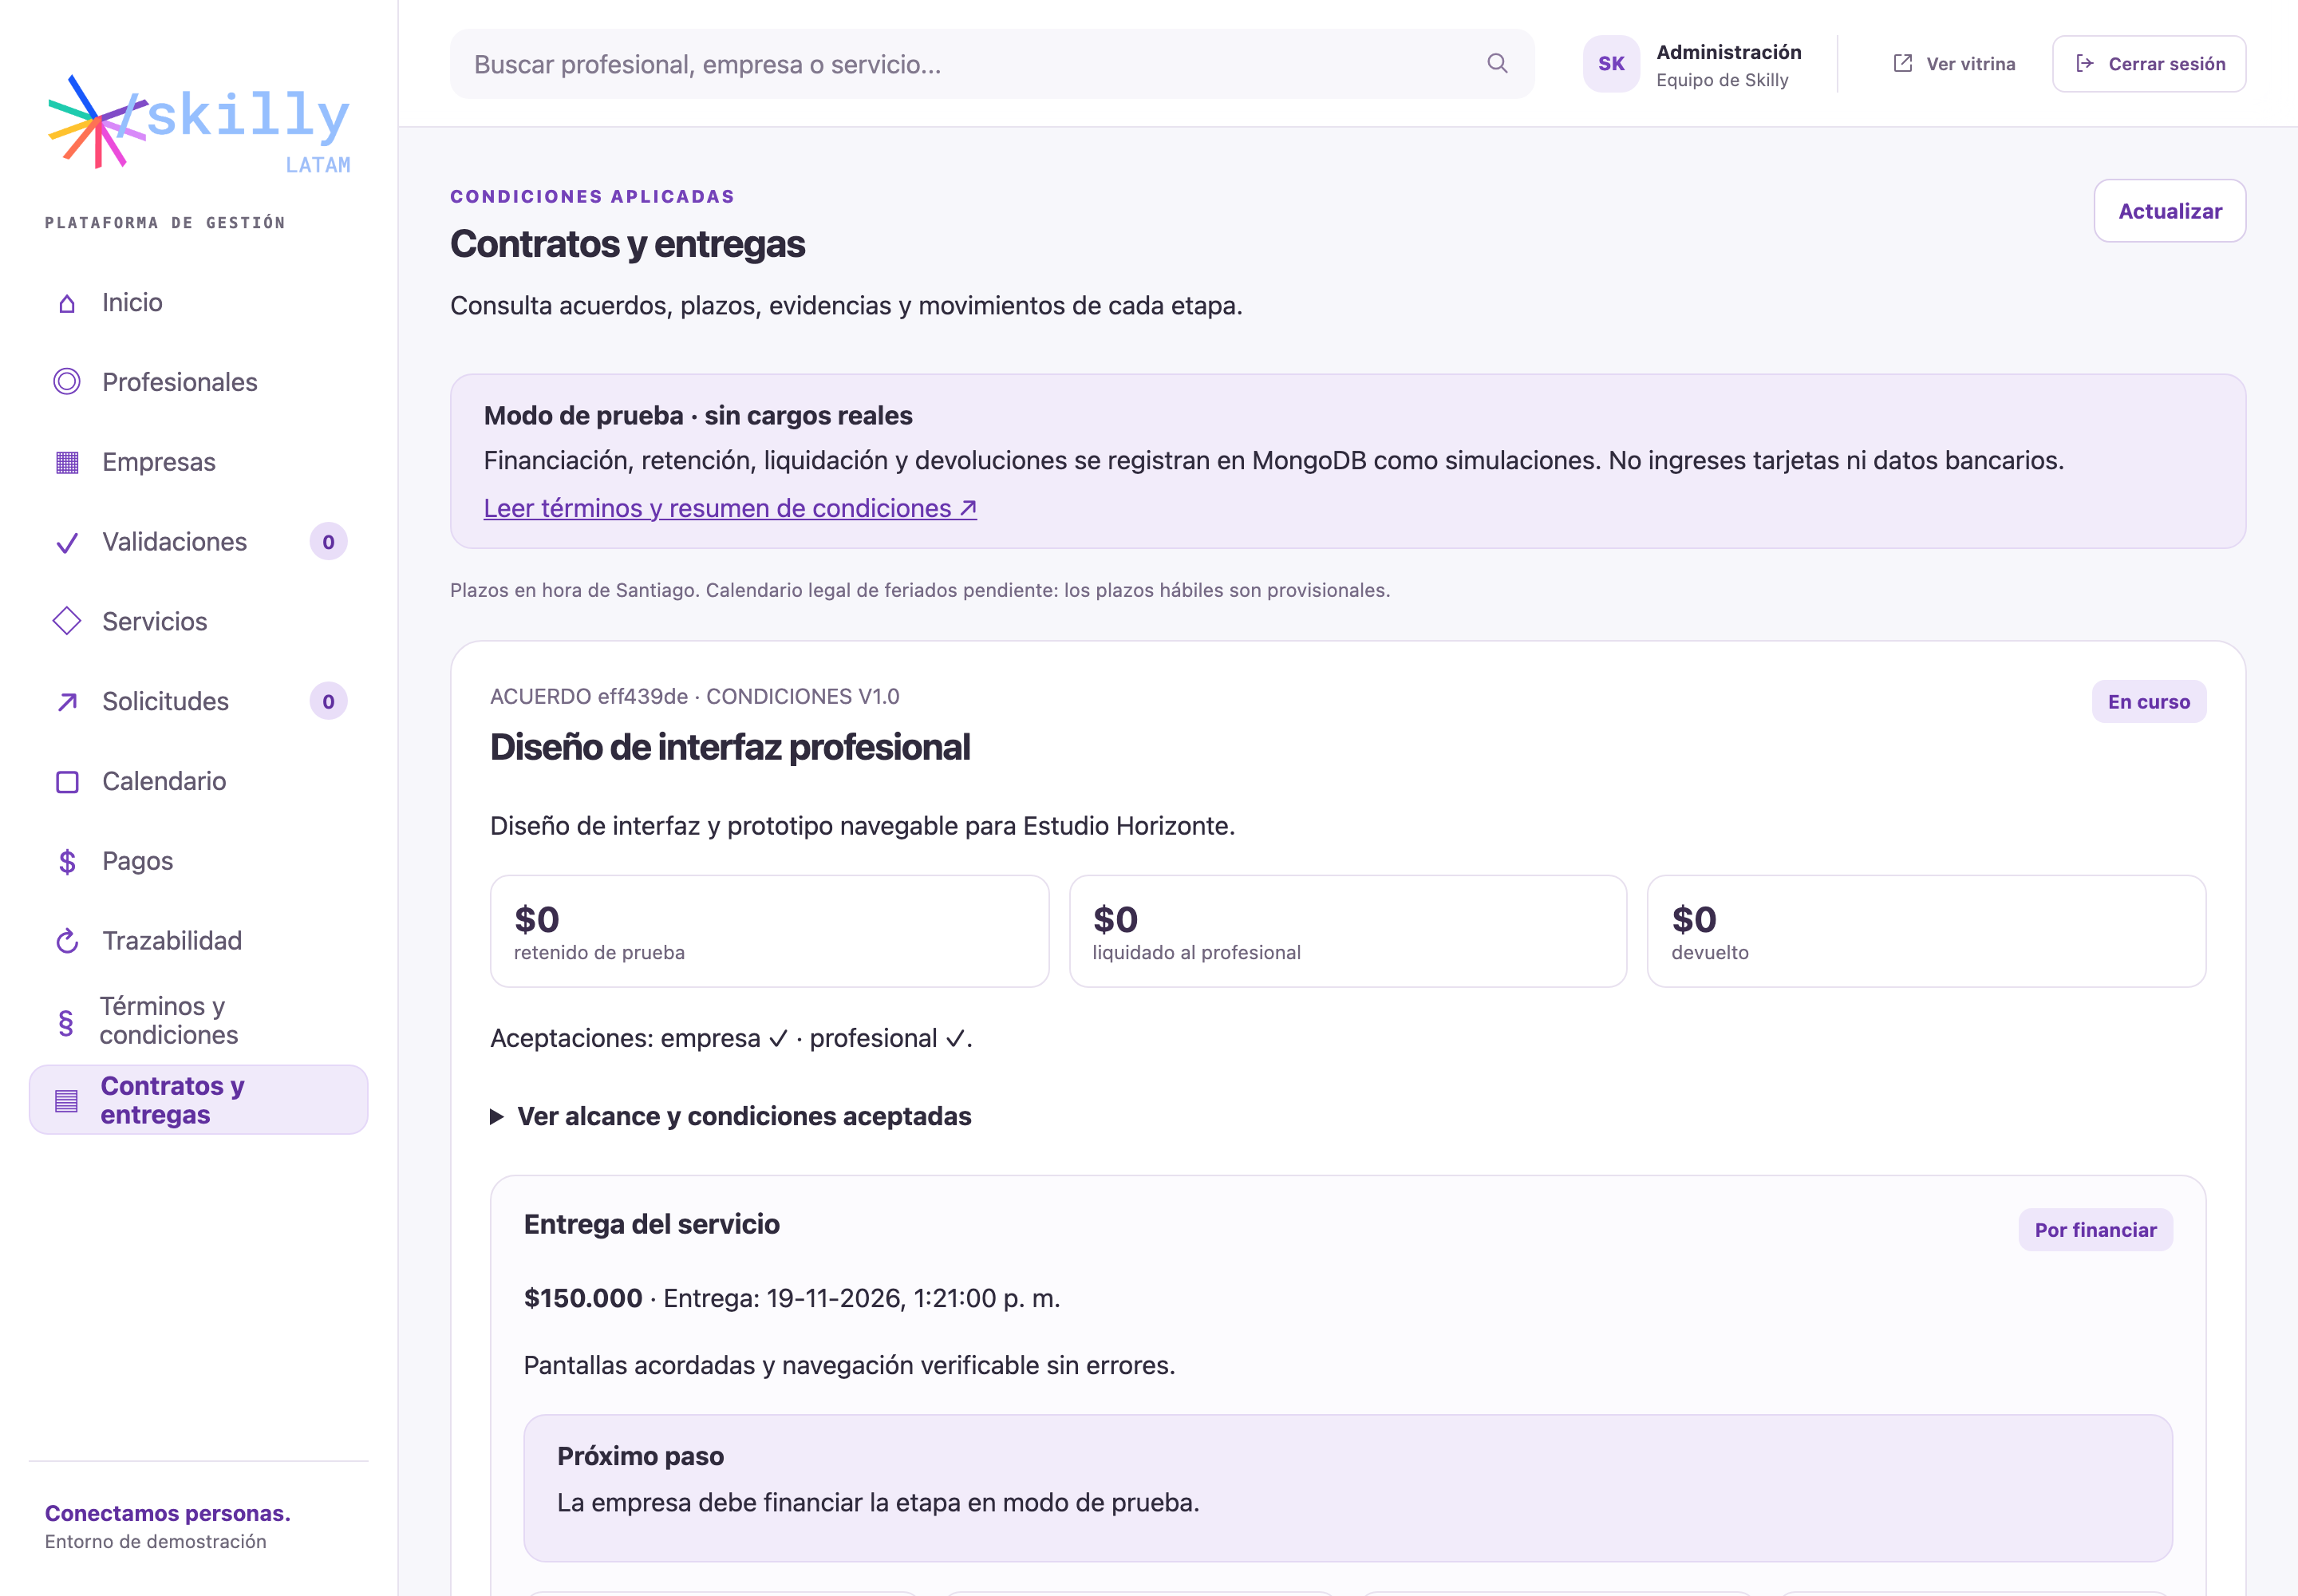 /skilly
LATAM
PLATAFORMA DE GESTIÓN
Inicio
Profesionales
Empresas
Validaciones 0
Servicios
Solicitudes 0
Calendario
$ Pagos
Trazabilidad
§ Términos y
condiciones
Contratos y
entregas
Conectamos personas.
Entorno de demostración
Buscar profesional, empresa o servicio...
SK
Administración
Equipo de Skilly
Ver vitrina
Cerrar sesión
CONDICIONES APLICADAS
Contratos y entregas
Consulta acuerdos, plazos, evidencias y movimientos de cada etapa.
Actualizar
Modo de prueba · sin cargos reales
Financiación, retención, liquidación y devoluciones se registran en MongoDB como simulaciones. No ingreses tarjetas ni datos bancarios.
Leer términos y resumen de condiciones ↗
Plazos en hora de Santiago. Calendario legal de feriados pendiente: los plazos hábiles son provisionales.
ACUERDO eff439de · CONDICIONES V1.0
En curso
Diseño de interfaz profesional
Diseño de interfaz y prototipo navegable para Estudio Horizonte.
$0
retenido de prueba
$0
liquidado al profesional
$0
devuelto
Aceptaciones: empresa ✓ · profesional ✓.
▶ Ver alcance y condiciones aceptadas
Entrega del servicio
Por financiar
$150.000 · Entrega: 19-11-2026, 1:21:00 p. m.
Pantallas acordadas y navegación verificable sin errores.
Próximo paso
La empresa debe financiar la etapa en modo de prueba.